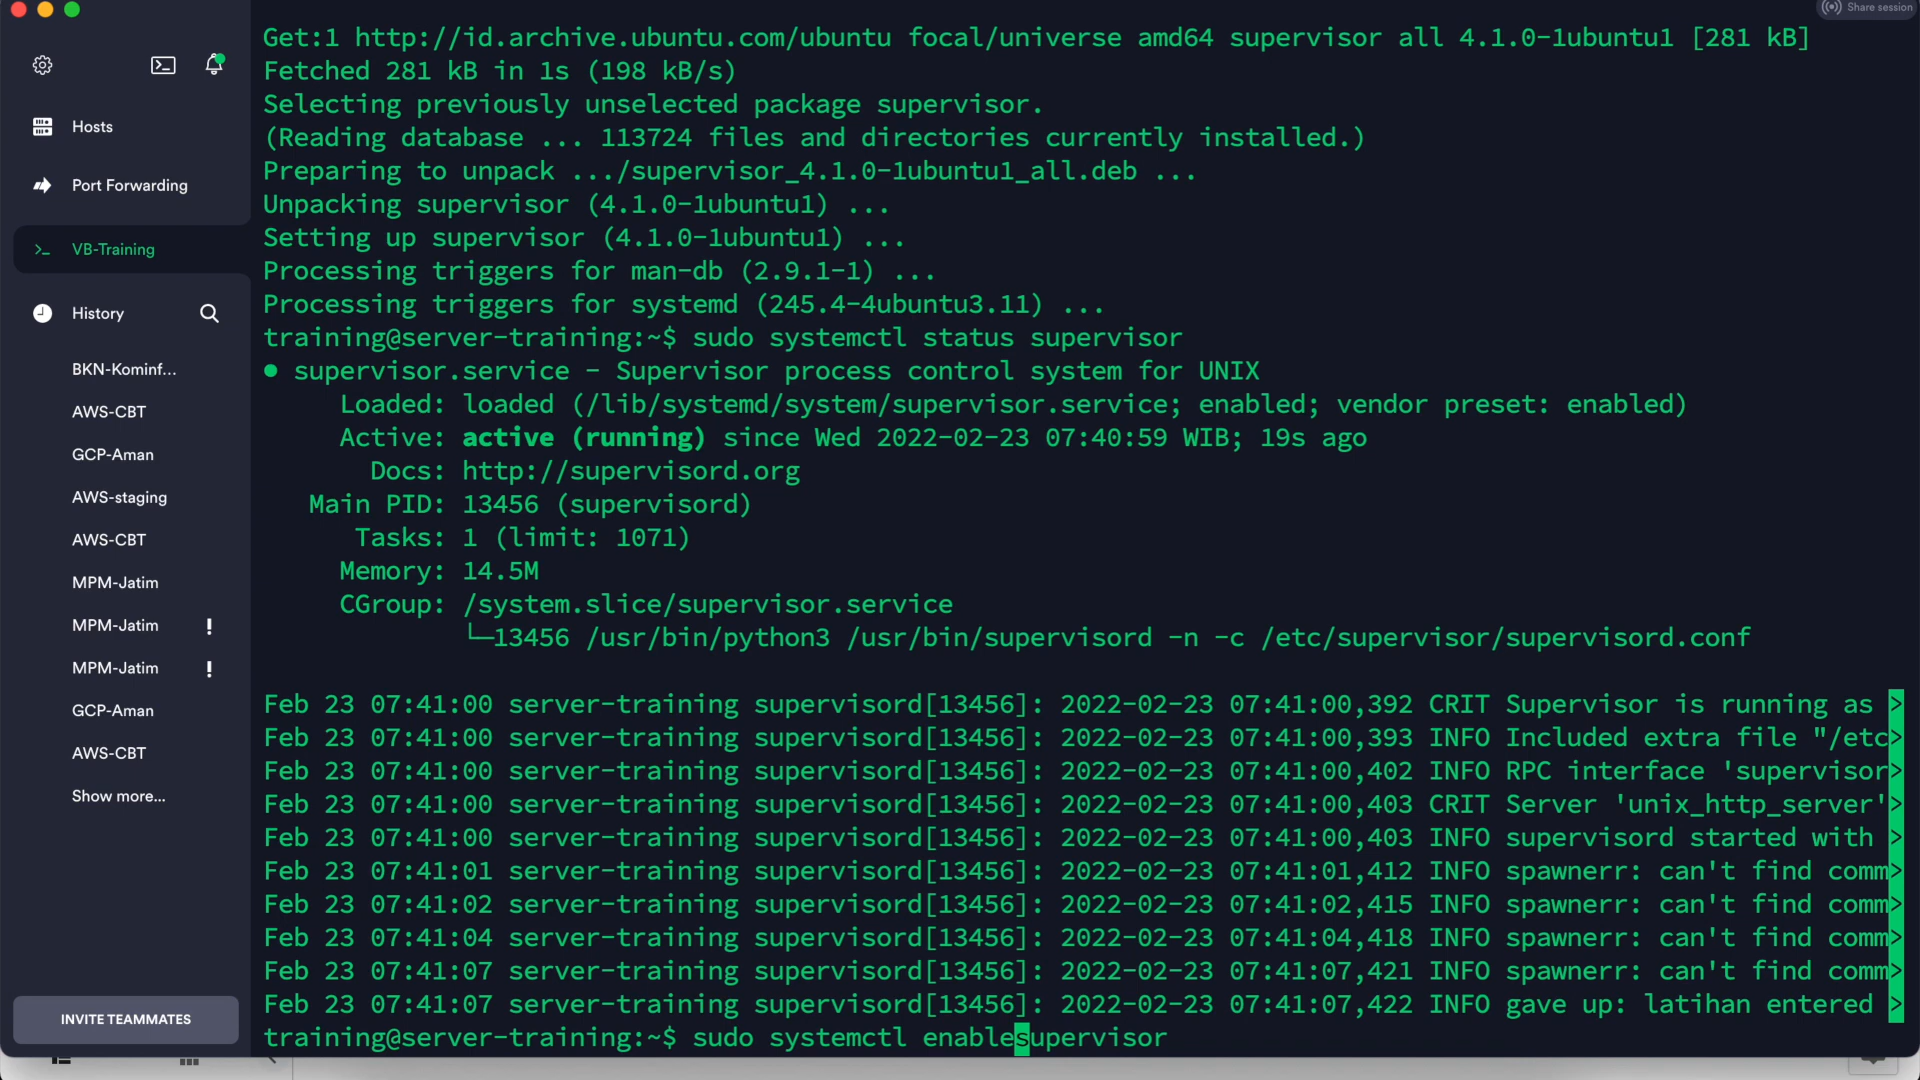 Share session
Hosts
Port Forwarding
>_ VB-Training
History
BKN-Kominf...
AWS-CBT
GCP-Aman
AWS-staging
AWS-CBT
MPM-Jatim
MPM-Jatim !
MPM-Jatim !
GCP-Aman
AWS-CBT
Show more...
INVITE TEAMMATES
Get:1 http://id.archive.ubuntu.com/ubuntu focal/universe amd64 supervisor all 4.1.0-1ubuntu1 [281 kB]
Fetched 281 kB in 1s (198 kB/s)
Selecting previously unselected package supervisor.
(Reading database ... 113724 files and directories currently installed.)
Preparing to unpack .../supervisor_4.1.0-1ubuntu1_all.deb ...
Unpacking supervisor (4.1.0-1ubuntu1) ...
Setting up supervisor (4.1.0-1ubuntu1) ...
Processing triggers for man-db (2.9.1-1) ...
Processing triggers for systemd (245.4-4ubuntu3.11) ...
training@server-training:~$ sudo systemctl status supervisor
● supervisor.service - Supervisor process control system for UNIX
Loaded: loaded (/lib/systemd/system/supervisor.service; enabled; vendor preset: enabled)
Active: active (running) since Wed 2022-02-23 07:40:59 WIB; 19s ago
Docs: http://supervisord.org
Main PID: 13456 (supervisord)
Tasks: 1 (limit: 1071)
Memory: 14.5M
CGroup: /system.slice/supervisor.service
└─13456 /usr/bin/python3 /usr/bin/supervisord -n -c /etc/supervisor/supervisord.conf
Feb 23 07:41:00 server-training supervisord[13456]: 2022-02-23 07:41:00,392 CRIT Supervisor is running as >
Feb 23 07:41:00 server-training supervisord[13456]: 2022-02-23 07:41:00,393 INFO Included extra file "/etc>
Feb 23 07:41:00 server-training supervisord[13456]: 2022-02-23 07:41:00,402 INFO RPC interface 'supervisor>
Feb 23 07:41:00 server-training supervisord[13456]: 2022-02-23 07:41:00,403 CRIT Server 'unix_http_server'>
Feb 23 07:41:00 server-training supervisord[13456]: 2022-02-23 07:41:00,403 INFO supervisord started with >
Feb 23 07:41:01 server-training supervisord[13456]: 2022-02-23 07:41:01,412 INFO spawnerr: can't find comm>
Feb 23 07:41:02 server-training supervisord[13456]: 2022-02-23 07:41:02,415 INFO spawnerr: can't find comm>
Feb 23 07:41:04 server-training supervisord[13456]: 2022-02-23 07:41:04,418 INFO spawnerr: can't find comm>
Feb 23 07:41:07 server-training supervisord[13456]: 2022-02-23 07:41:07,421 INFO spawnerr: can't find comm>
Feb 23 07:41:07 server-training supervisord[13456]: 2022-02-23 07:41:07,422 INFO gave up: latihan entered >
training@server-training:~$ sudo systemctl enablesupervisor